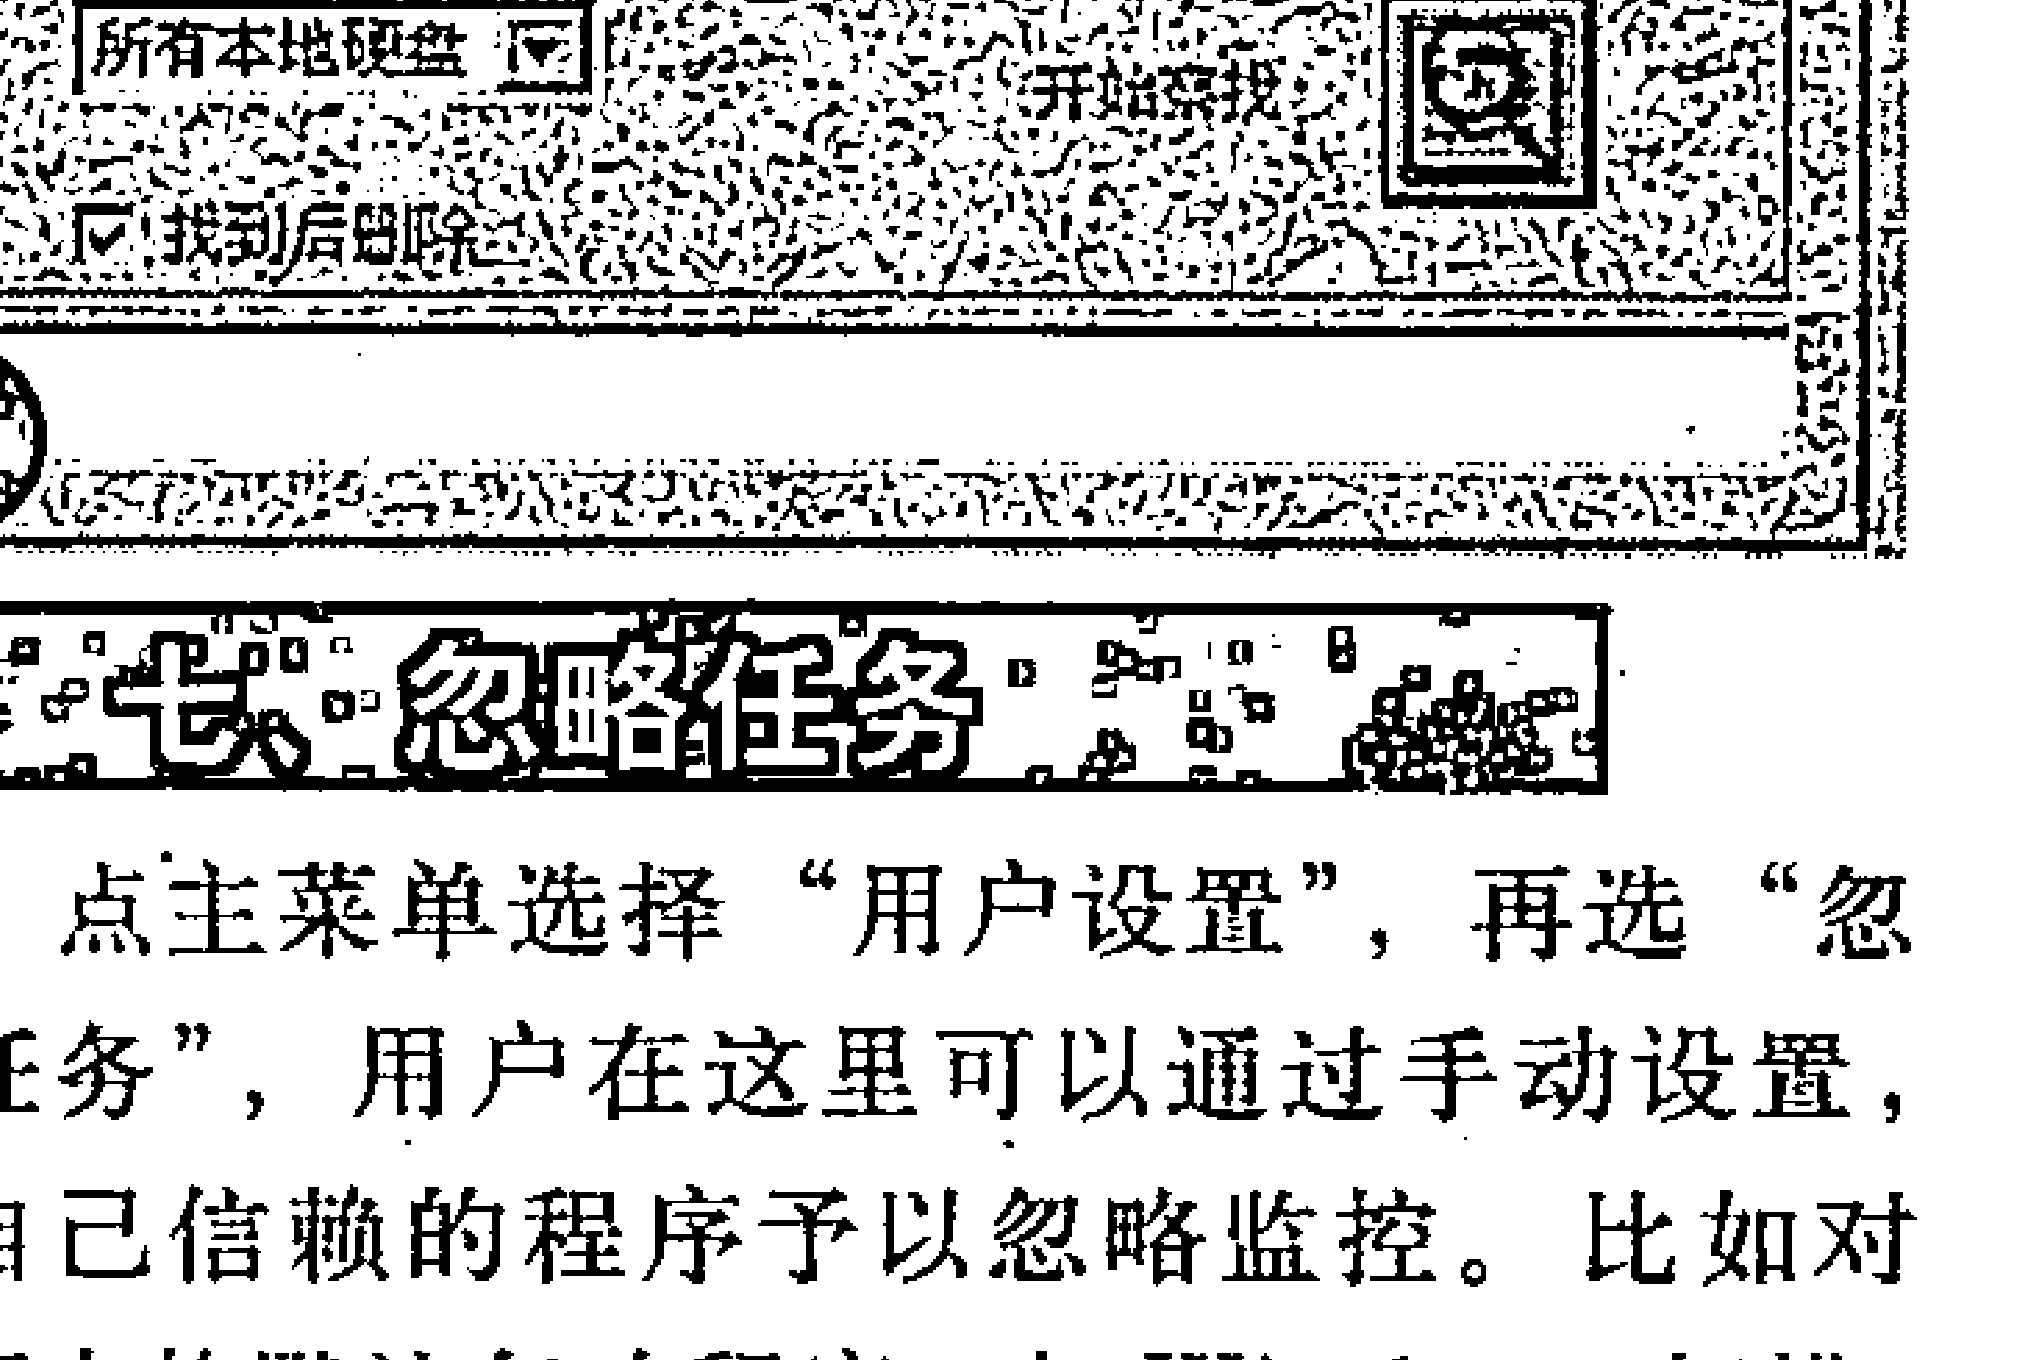 所有本地硬盘
开始查找
找到后删除
七、忽略任务
点主菜单选择“用户设置”，再选“忽
任务”，用户在这里可以通过手动设置，
自己信赖的程序予以忽略监控。比如对